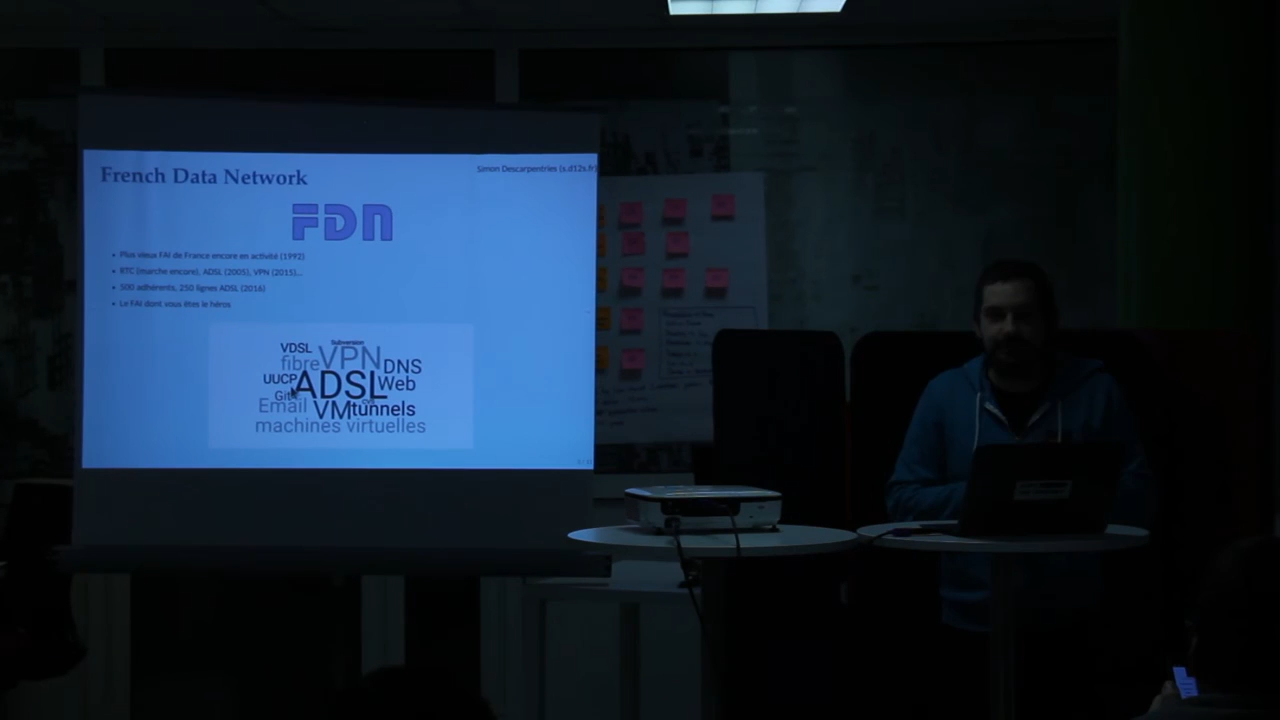 French Data Network
Simon Descarpentries (s.d12s.fr)
FDN
• Plus vieux FAI de France encore en activité (1992)
• RTC (marche encore), ADSL (2005), VPN (2015)...
• 500 adhérents, 250 lignes ADSL (2016)
• Le FAI dont vous êtes le héros
Subversion
VDSL
fibre VPN DNS
UUCP ADSL Web
Git
Email VM tunnels
machines virtuelles